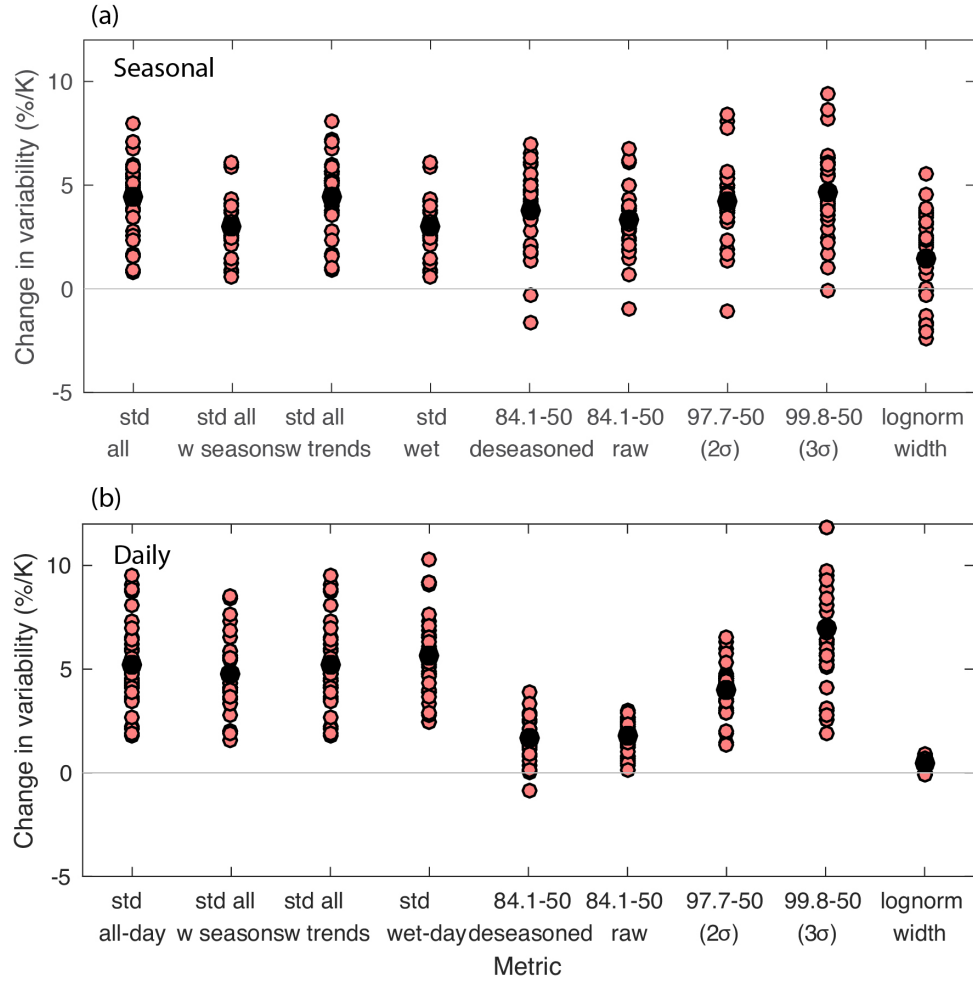 (a)
Seasonal
Change in variability (%/K)
10
5
0
-5
std std all std all std 84.1-50 84.1-50 97.7-50 99.8-50 lognorm
all w seasonsw trends wet deseasoned raw (2σ) (3σ) width
(b)
Daily
Change in variability (%/K)
10
5
0
-5
std std all std all std 84.1-50 84.1-50 97.7-50 99.8-50 lognorm
all-day w seasonsw trends wet-day deseasoned raw (2σ) (3σ) width
Metric